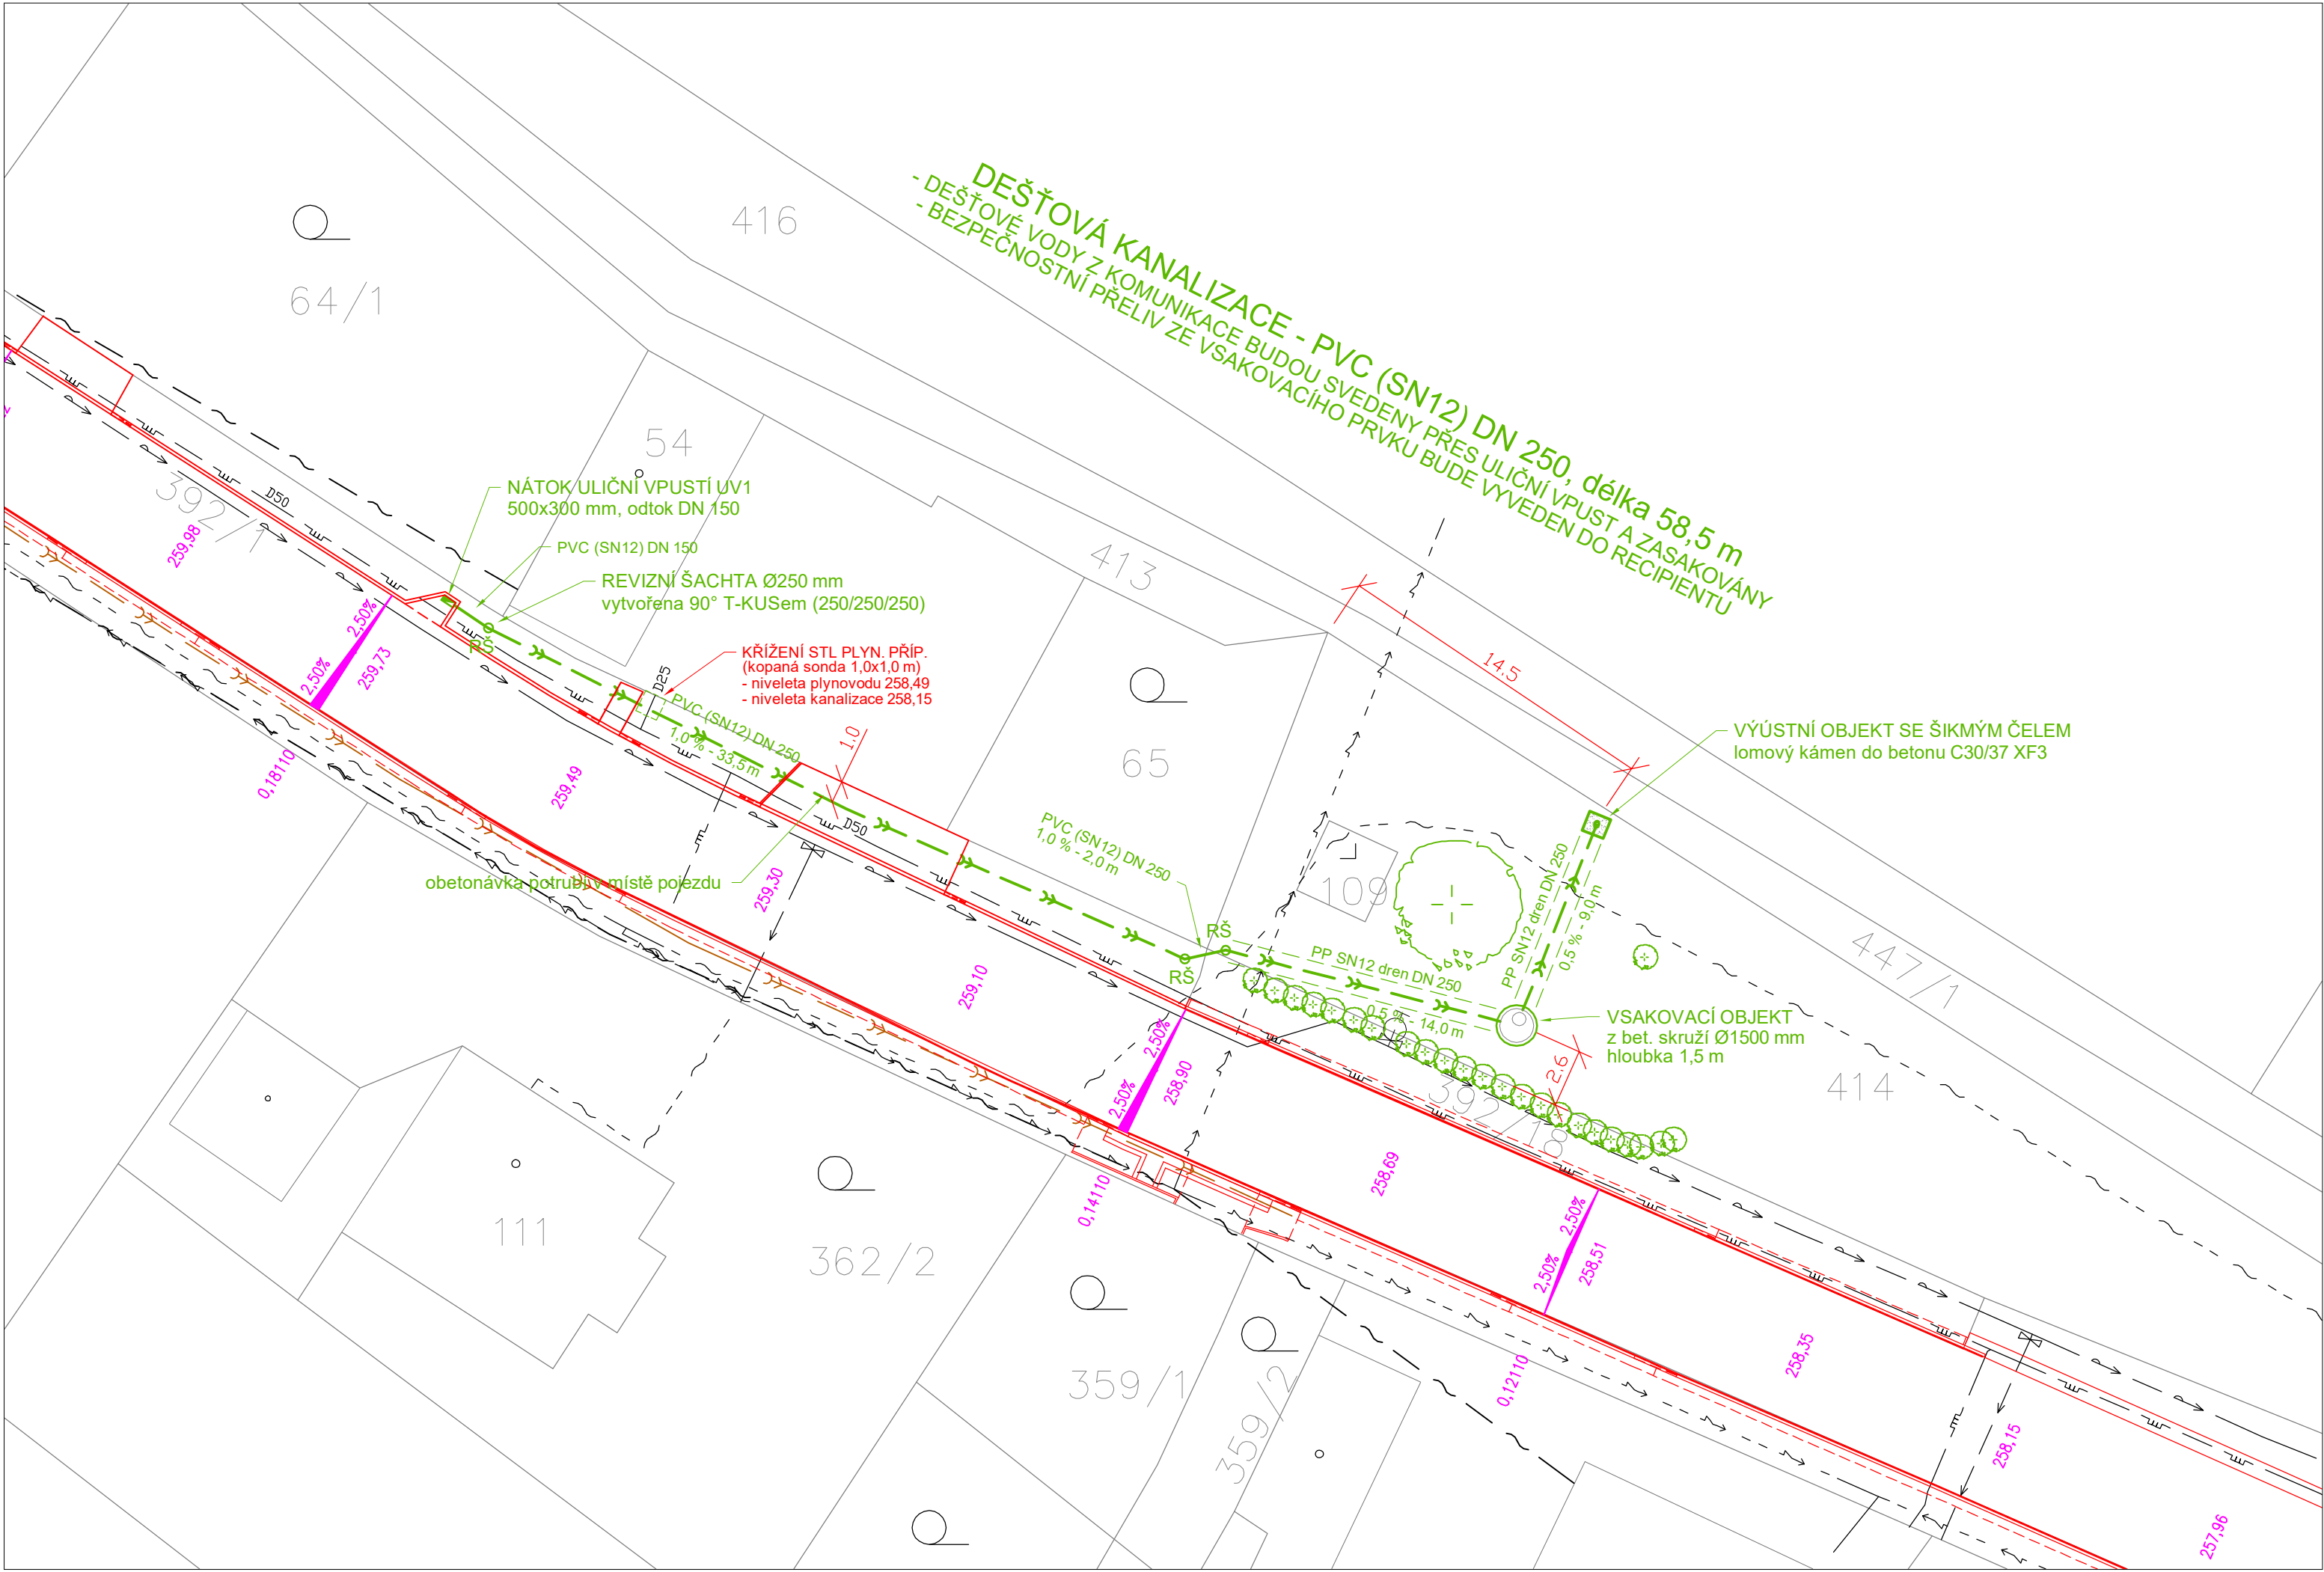 DEŠŤOVÁ KANALIZACE - PVC (SN12) DN 250, délka 58,5 m
- DEŠŤOVÉ VODY Z KOMUNIKACE BUDOU SVEDENY PŘES ULIČNÍ VPUST A ZASAKOVÁNY
- BEZPEČNOSTNÍ PŘELIV ZE VSAKOVACÍHO PRVKU BUDE VYVEDEN DO RECIPIENTU
416
64/1
54
392/1
D50
259,98
NÁTOK ULIČNÍ VPUSTÍ UV1
500x300 mm, odtok DN 150
PVC (SN12) DN 150
REVIZNÍ ŠACHTA Ø250 mm
vytvořena 90° T-KUSem (250/250/250)
RŠ
413
2,50%
2,50%
259,73
0,18110
KŘÍŽENÍ STL PLYN. PŘÍP.
(kopaná sonda 1,0x1,0 m)
- niveleta plynovodu 258,49
- niveleta kanalizace 258,15
D25
PVC (SN12) DN 250
1,0 % - 33,5 m
1.0
14.5
65
VÝÚSTNÍ OBJEKT SE ŠIKMÝM ČELEM
lomový kámen do betonu C30/37 XF3
259,49
D50
obetonávka potrubí v místě pojezdu
259,30
PVC (SN12) DN 250
1,0 % - 2,0 m
109
PP SN12 dren DN 250
0,5 % - 9,0 m
447/1
RŠ
RŠ
PP SN12 dren DN 250
0,5 % - 14,0 m
259,10
VSAKOVACÍ OBJEKT
z bet. skruží Ø1500 mm
hloubka 1,5 m
2.6
414
392/18
2,50%
2,50%
258,90
0,14110
111
362/2
258,69
2,50%
2,50%
258,51
0,12110
258,35
359/1
359/2
258,15
257,96